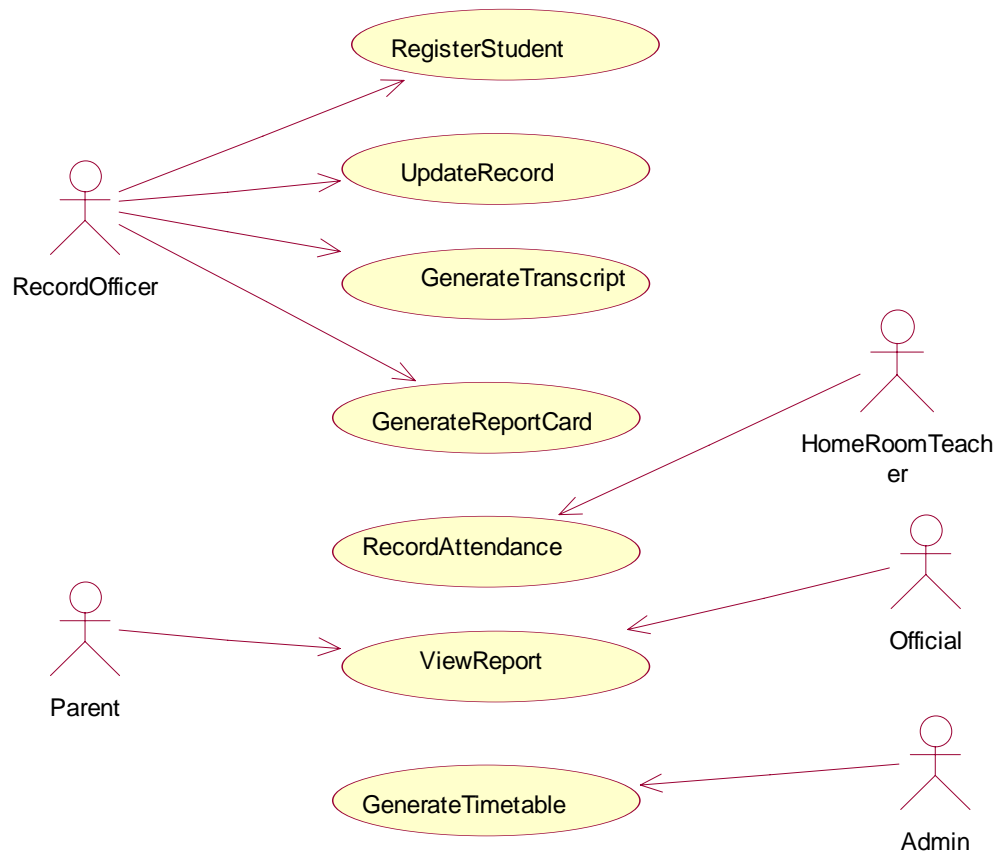 RegisterStudent
UpdateRecord
RecordOfficer
GenerateTranscript
GenerateReportCard
HomeRoomTeach
er
RecordAttendance
Official
ViewReport
Parent
GenerateTimetable
Admin